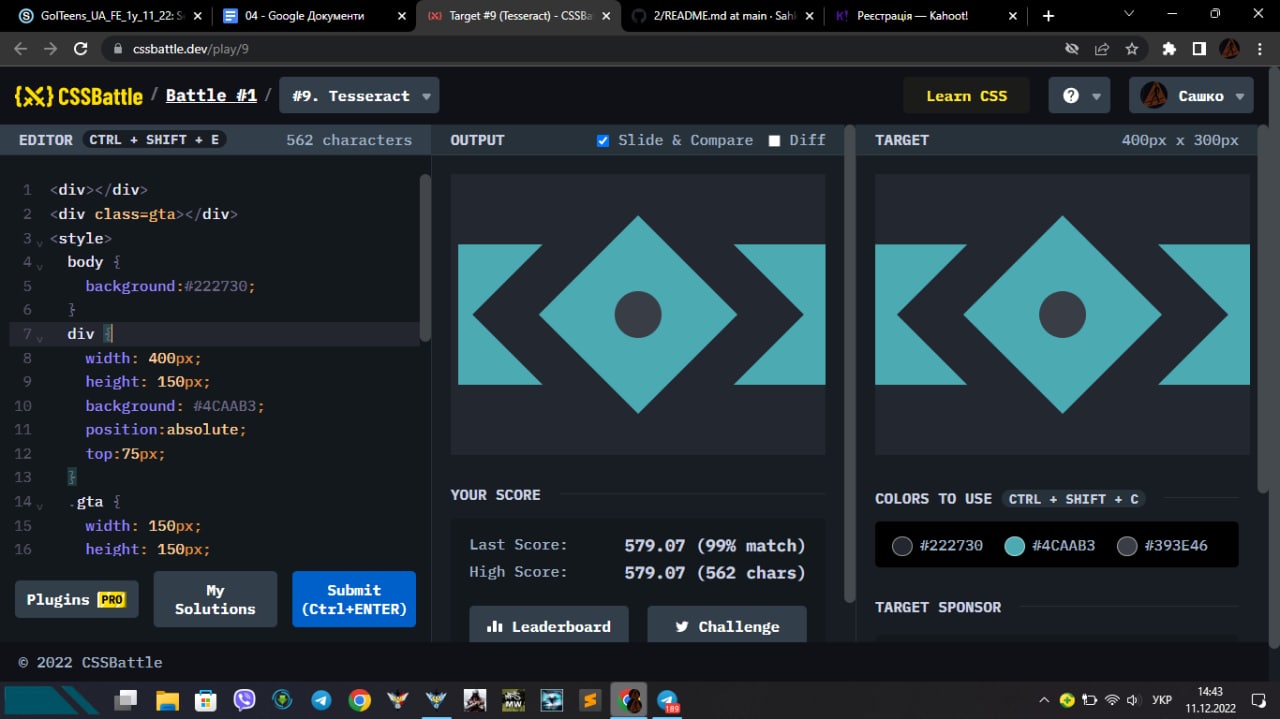 GoITeens_UA_FE_1y_11_22: S
04 - Google Документи
Target #9 (Tesseract) - CSSBa
2/README.md at main · Sah
K! Реєстрація — Kahoot!
cssbattle.dev/play/9
CSSBattle / Battle #1 / #9. Tesseract
Learn CSS
Сашко
EDITOR CTRL + SHIFT + E 562 characters
OUTPUT Slide & Compare Diff
TARGET 400px x 300px
1 <div></div>
2 <div class=gta></div>
3 <style>
4 body {
5 background:#222730;
6 }
7 div {
8 width: 400px;
9 height: 150px;
10 background: #4CAAB3;
11 position:absolute;
12 top:75px;
13 }
14 .gta {
15 width: 150px;
16 height: 150px;
YOUR SCORE
Last Score: 579.07 (99% match)
High Score: 579.07 (562 chars)
Leaderboard
Challenge
COLORS TO USE CTRL + SHIFT + C
#222730 #4CAAB3 #393E46
TARGET SPONSOR
Plugins PRO
My Solutions
Submit (Ctrl+ENTER)
© 2022 CSSBattle
MW
189
УКР
14:43
11.12.2022